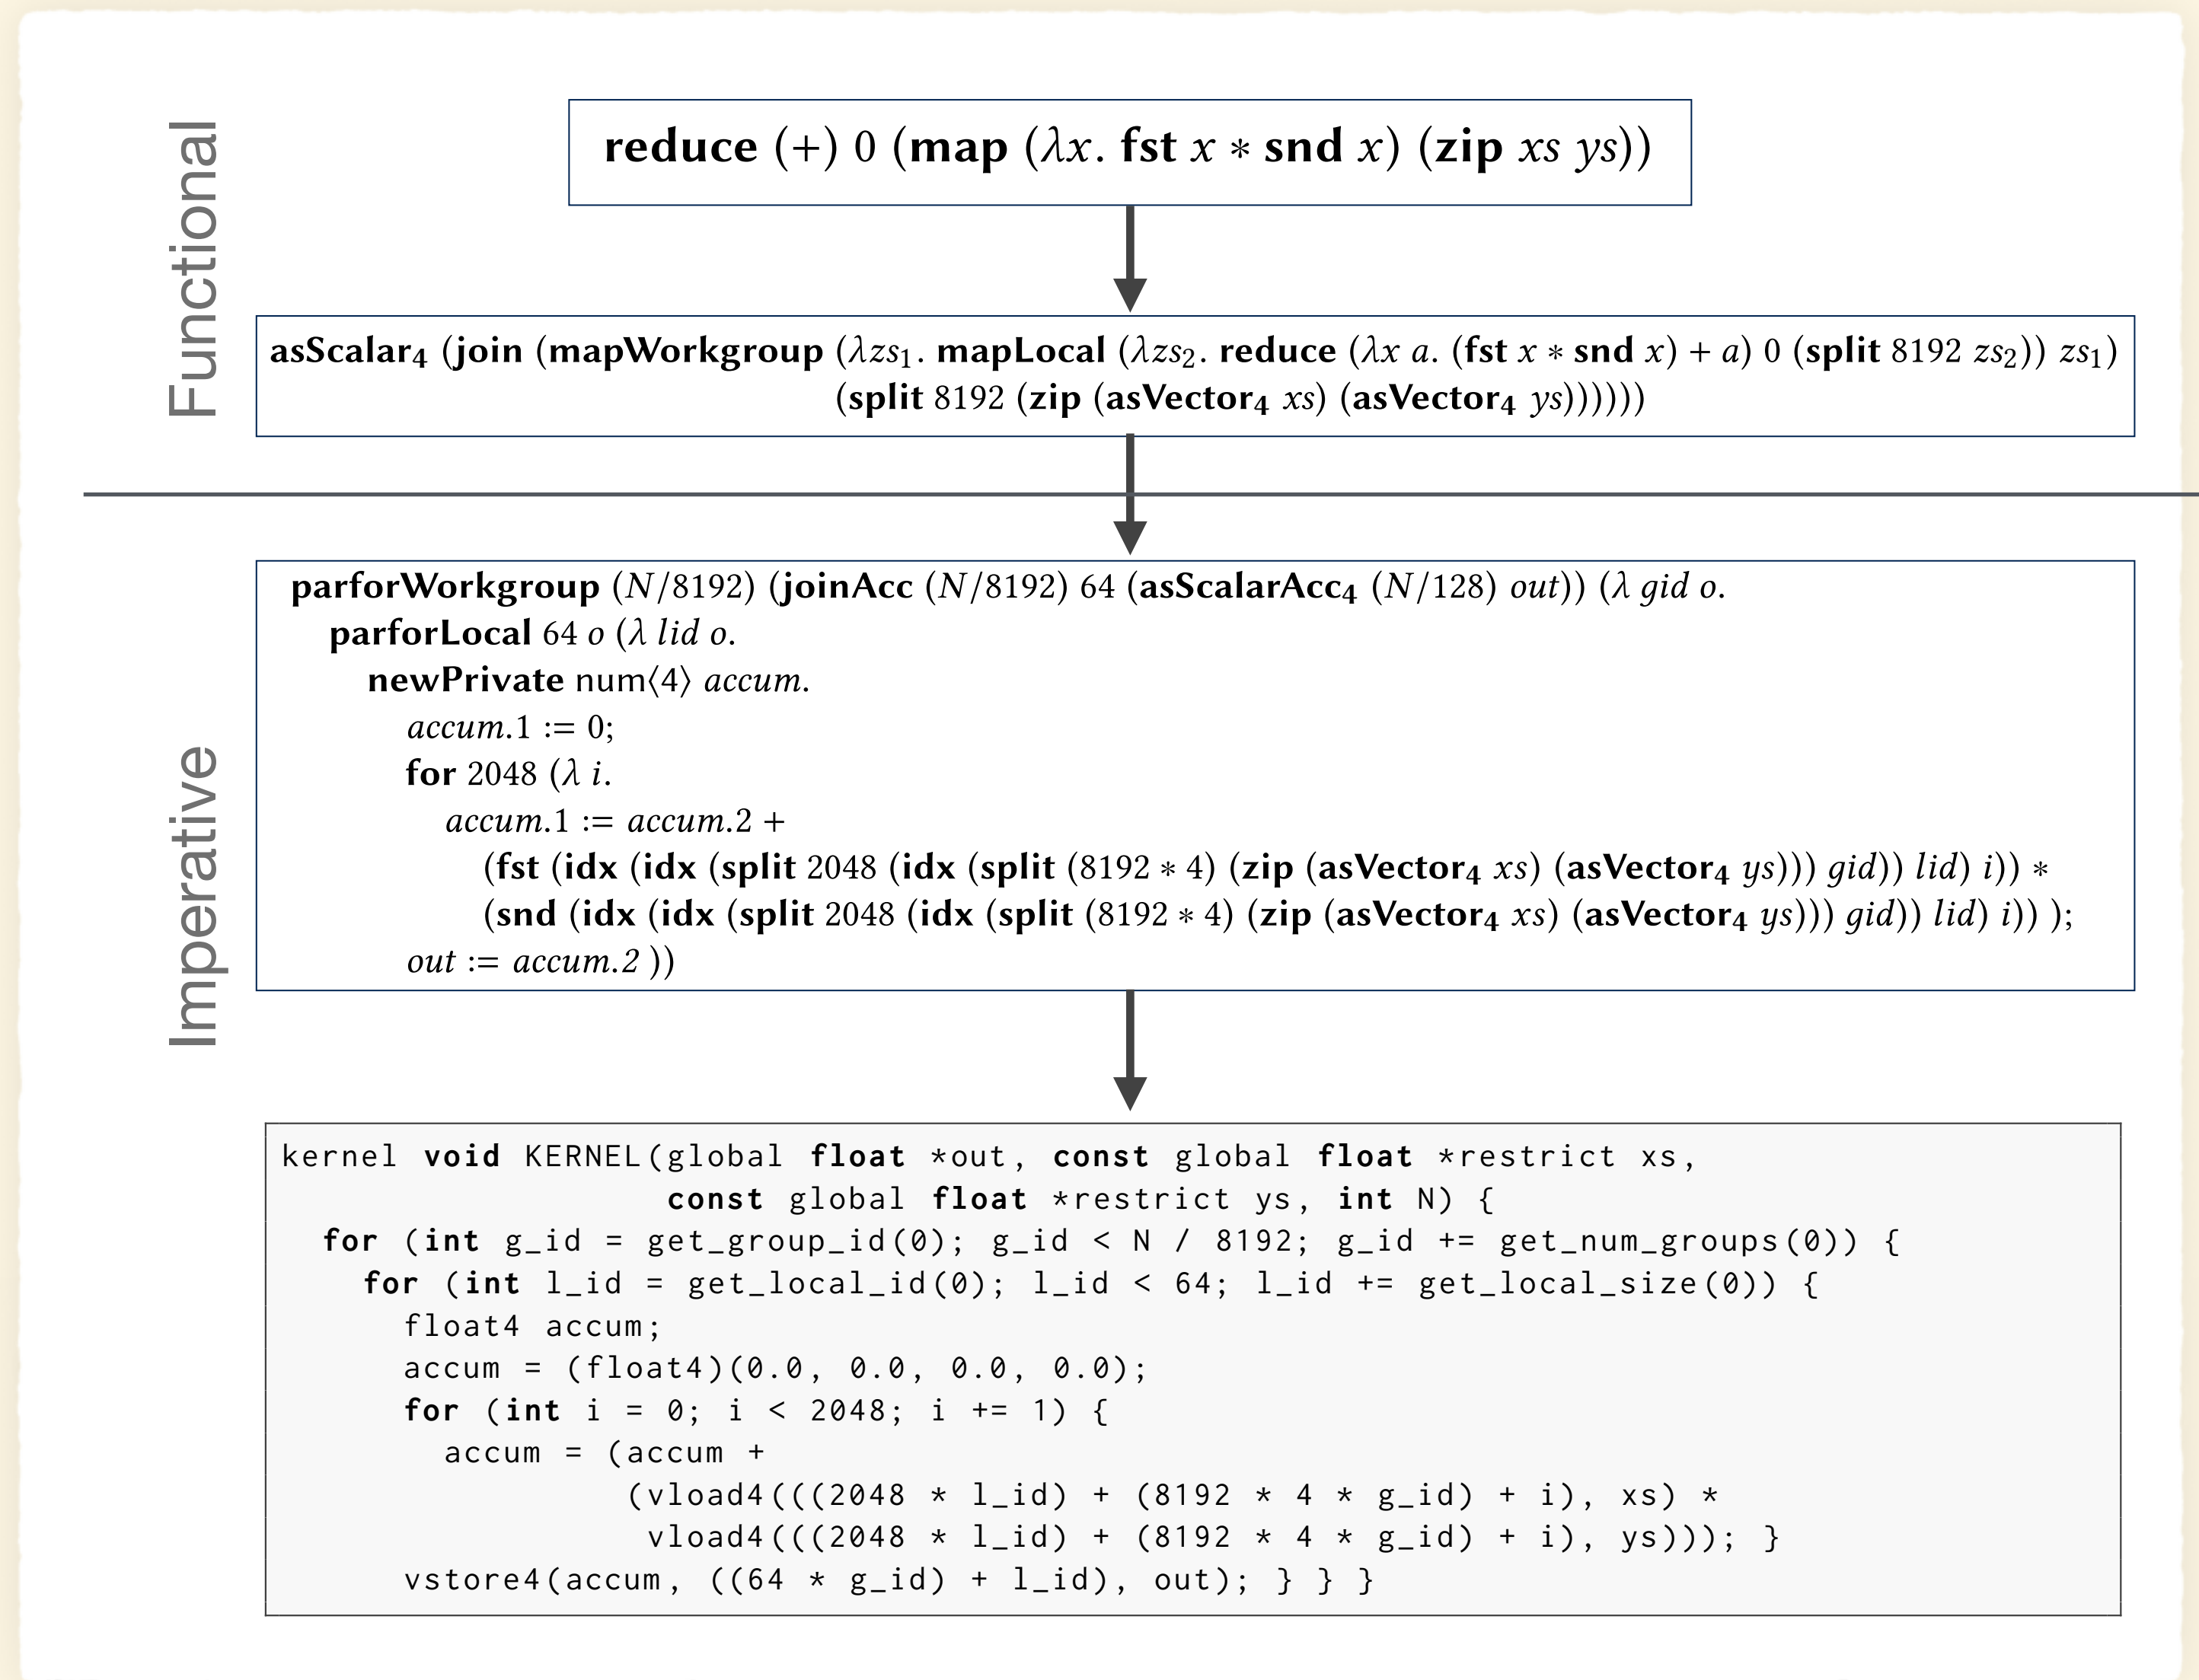 Functional
reduce (+) 0 (map (λx. fst x ∗ snd x) (zip xs ys))
asScalar₄ (join (mapWorkgroup (λzs₁. mapLocal (λzs₂. reduce (λx a. (fst x ∗ snd x) + a) 0 (split 8192 zs₂)) zs₁)
(split 8192 (zip (asVector₄ xs) (asVector₄ ys))))))
Imperative
parforWorkgroup (N/8192) (joinAcc (N/8192) 64 (asScalarAcc₄ (N/128) out)) (λ gid o.
parforLocal 64 o (λ lid o.
newPrivate num⟨4⟩ accum.
accum.1 := 0;
for 2048 (λ i.
accum.1 := accum.2 +
(fst (idx (idx (split 2048 (idx (split (8192 ∗ 4) (zip (asVector₄ xs) (asVector₄ ys))) gid)) lid) i)) ∗
(snd (idx (idx (split 2048 (idx (split (8192 ∗ 4) (zip (asVector₄ xs) (asVector₄ ys))) gid)) lid) i)) );
out := accum.2 ))
kernel void KERNEL(global float *out, const global float *restrict xs,
const global float *restrict ys, int N) {
for (int g_id = get_group_id(0); g_id < N / 8192; g_id += get_num_groups(0)) {
for (int l_id = get_local_id(0); l_id < 64; l_id += get_local_size(0)) {
float4 accum;
accum = (float4)(0.0, 0.0, 0.0, 0.0);
for (int i = 0; i < 2048; i += 1) {
accum = (accum +
(vload4(((2048 * l_id) + (8192 * 4 * g_id) + i), xs) *
vload4(((2048 * l_id) + (8192 * 4 * g_id) + i), ys))); }
vstore4(accum, ((64 * g_id) + l_id), out); } } }